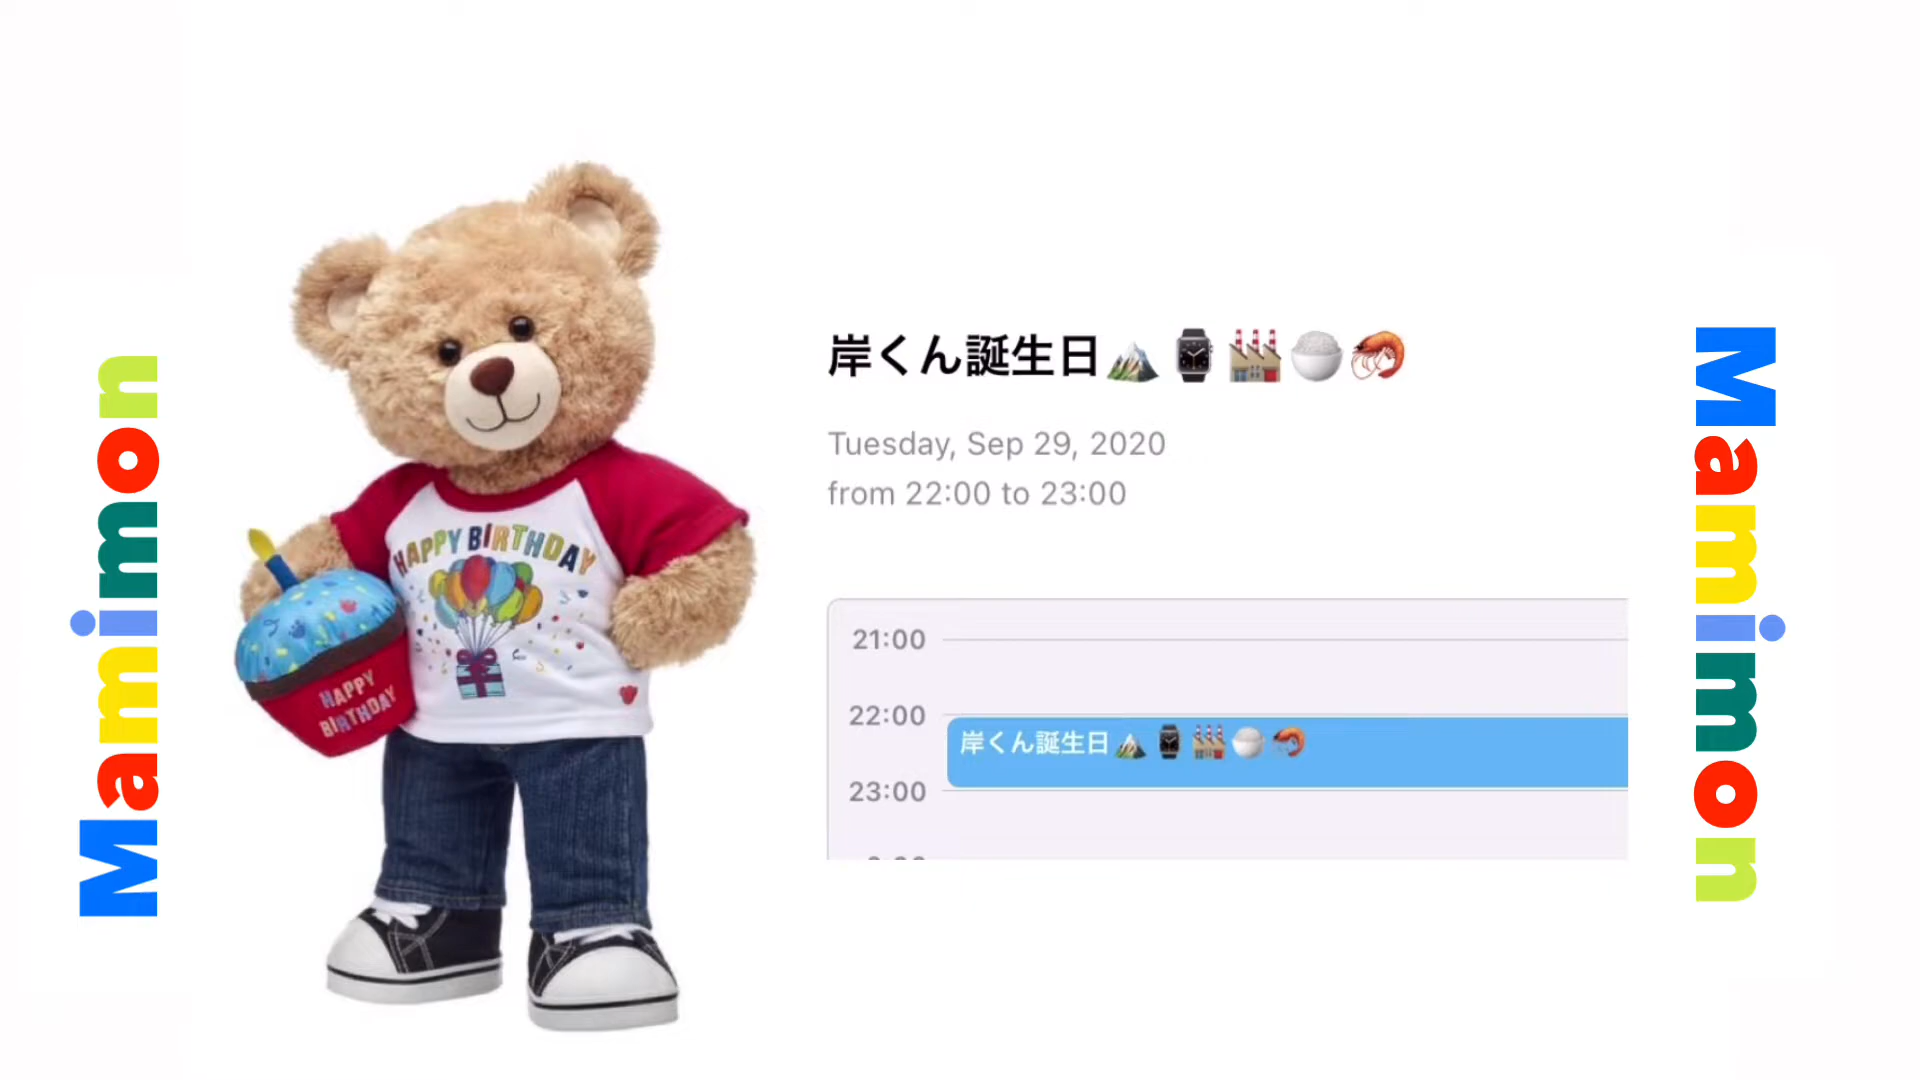 Mamimon
HAPPY BIRTHDAY
HAPPY
BIRTHDAY
岸くん誕生日⛰️⌚🏭🍚🦐
Tuesday, Sep 29, 2020
from 22:00 to 23:00
21:00
22:00
岸くん誕生日⛰️⌚🏭🍚🦐
23:00
Mamimon